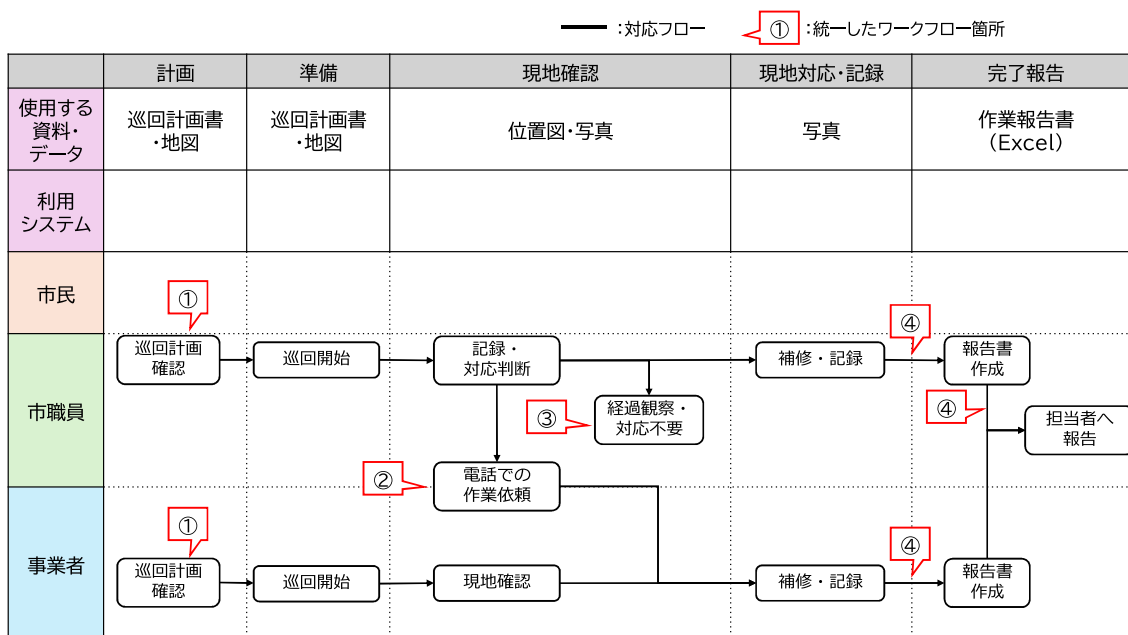 :対応フロー
①
:統一したワークフロー箇所
計画
準備
現地確認
現地対応・記録
完了報告
使用する
資料・
データ
巡回計画書
・地図
巡回計画書
・地図
位置図・写真
写真
作業報告書
(Excel)
利用
システム
市民
①
④
市職員
巡回計画
確認
巡回開始
記録・
対応判断
補修・記録
報告書
作成
③
経過観察・
対応不要
④
担当者へ
報告
②
電話での
作業依頼
事業者
①
④
巡回計画
確認
巡回開始
現地確認
補修・記録
報告書
作成